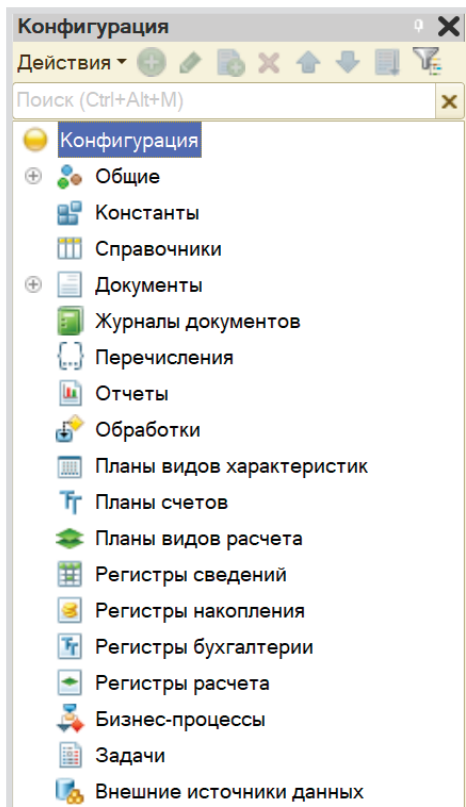 Конфигурация
Действия
Поиск (Ctrl+Alt+M)
Конфигурация
Общие
Константы
Справочники
Документы
Журналы документов
Перечисления
Отчеты
Обработки
Планы видов характеристик
Планы счетов
Планы видов расчета
Регистры сведений
Регистры накопления
Регистры бухгалтерии
Регистры расчета
Бизнес-процессы
Задачи
Внешние источники данных